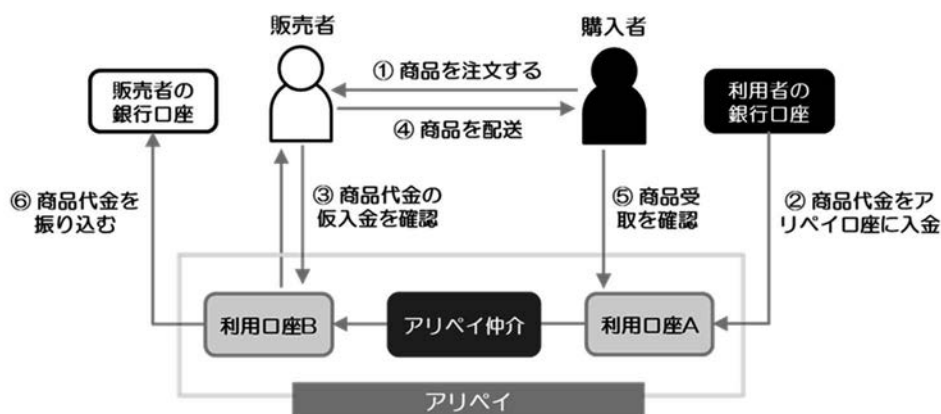 販売者
購入者
① 商品を注文する
④ 商品を配送
販売者の
銀行口座
利用者の
銀行口座
⑥ 商品代金を
振り込む
③ 商品代金の
仮入金を確認
⑤ 商品受
取を確認
② 商品代金をア
リペイ口座に入金
利用口座B
アリペイ仲介
利用口座A
アリペイ